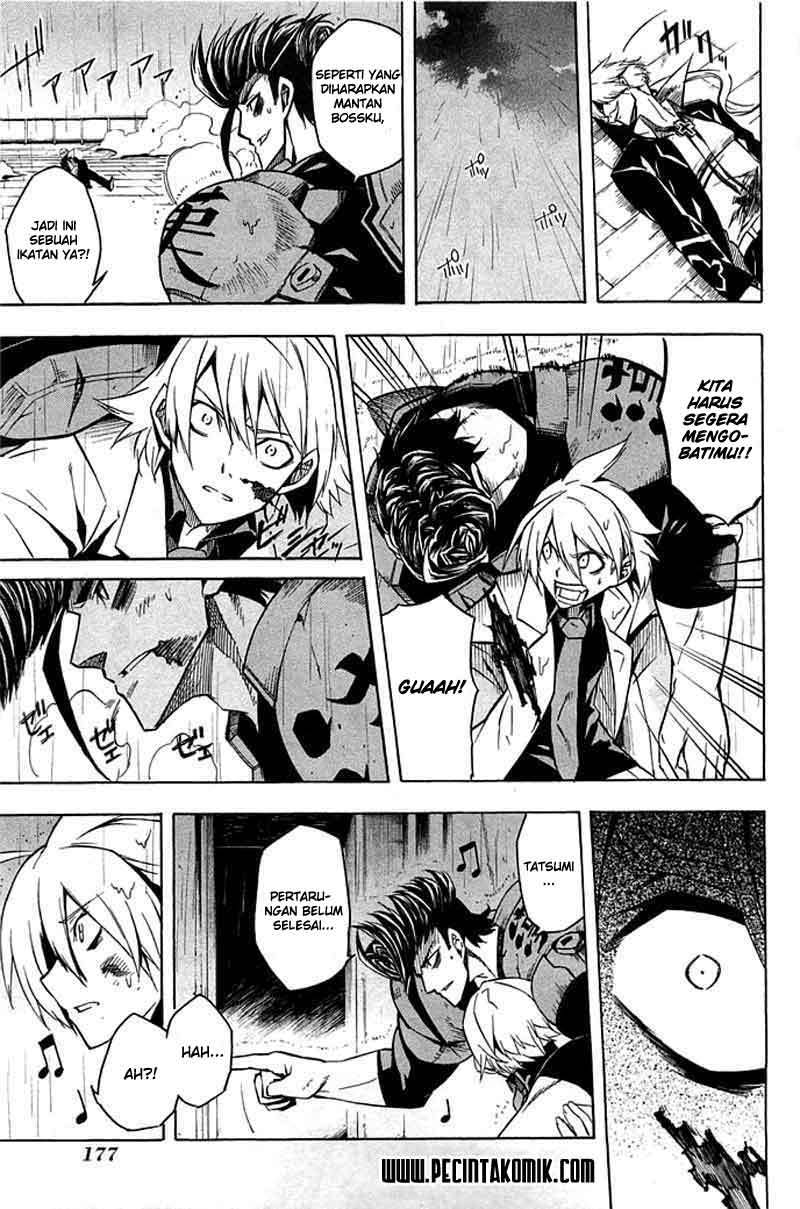 SEPERTI YANG
DIHARAPKAN
MANTAN
BOSSKU,
JADI INI
SEBUAH
IKATAN YA?!
KITA
HARUS
SEGERA
MENGO-
BATIMU!!
GUAAH!
TATSUMI
...
PERTARU-
NGAN BELUM
SELESAI...
HAH...
AH?!
177
WWW.PECINTAKOMIK.COM